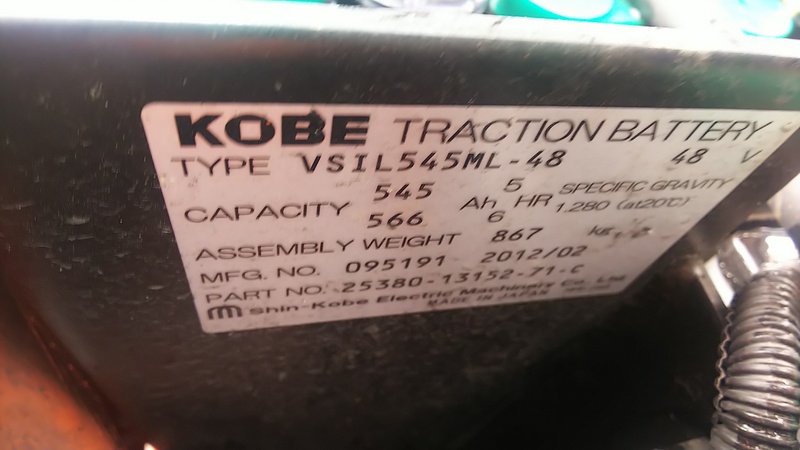 KOBE TRACTION BATTERY
TYPE VSIL545ML-48 48 V
CAPACITY 545 5 Ah HR SPECIFIC GRAVITY
566 6 1.280 (at20℃)
ASSEMBLY WEIGHT 867
MFG. NO. 095191 2012/02
PART NO. 25380-13152-71-C
Shin-Kobe Electric Machinery Co. Ltd.
MADE IN JAPAN